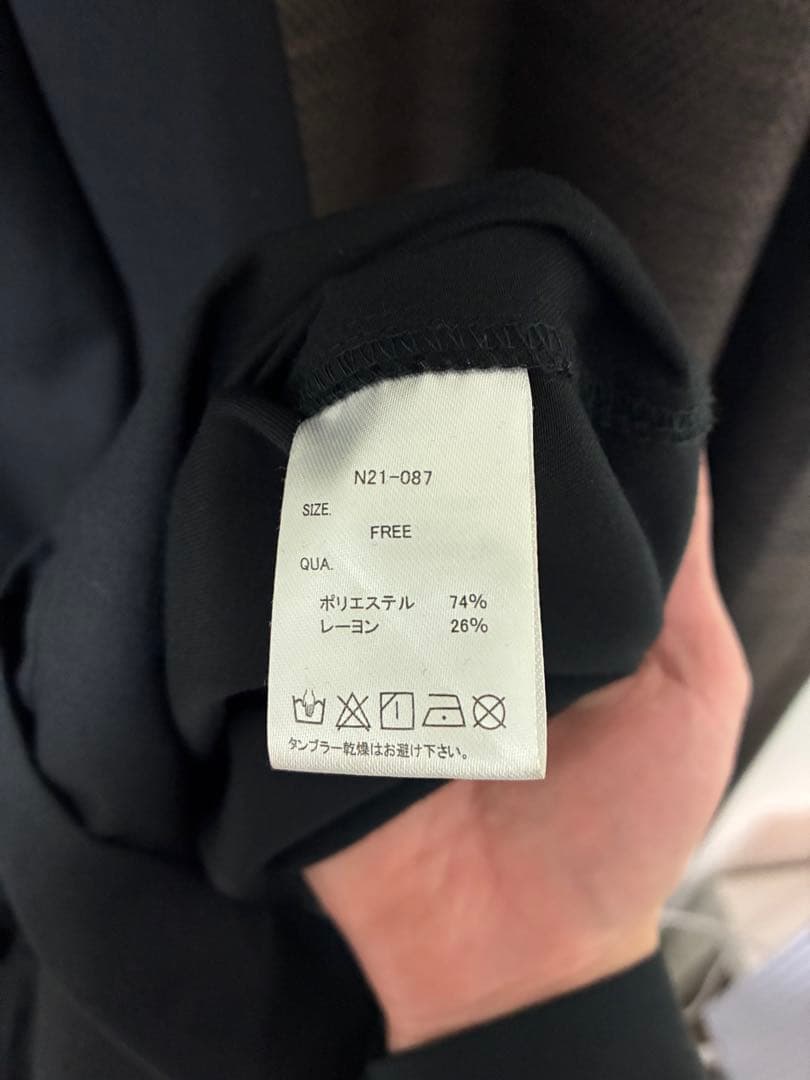 N21-087
SIZE.
FREE
QUA.
ポリエステル 74%
レーヨン 26%
タンブラー乾燥はお避け下さい。